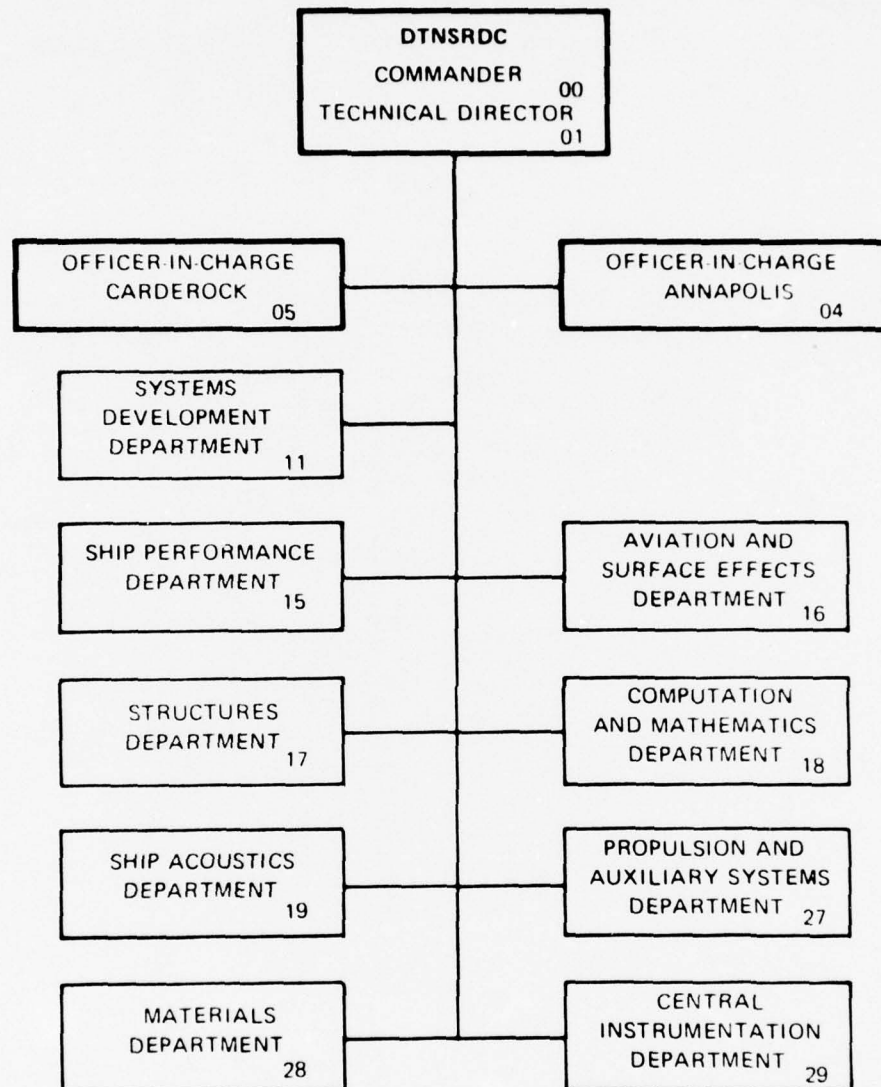 DTNSRDC
COMMANDER
00
TECHNICAL DIRECTOR
01
OFFICER-IN-CHARGE
CARDEROCK
05
OFFICER-IN-CHARGE
ANNAPOLIS
04
SYSTEMS
DEVELOPMENT
DEPARTMENT
11
SHIP PERFORMANCE
DEPARTMENT
15
AVIATION AND
SURFACE EFFECTS
DEPARTMENT
16
STRUCTURES
DEPARTMENT
17
COMPUTATION
AND MATHEMATICS
DEPARTMENT
18
SHIP ACOUSTICS
DEPARTMENT
19
PROPULSION AND
AUXILIARY SYSTEMS
DEPARTMENT
27
MATERIALS
DEPARTMENT
28
CENTRAL
INSTRUMENTATION
DEPARTMENT
29